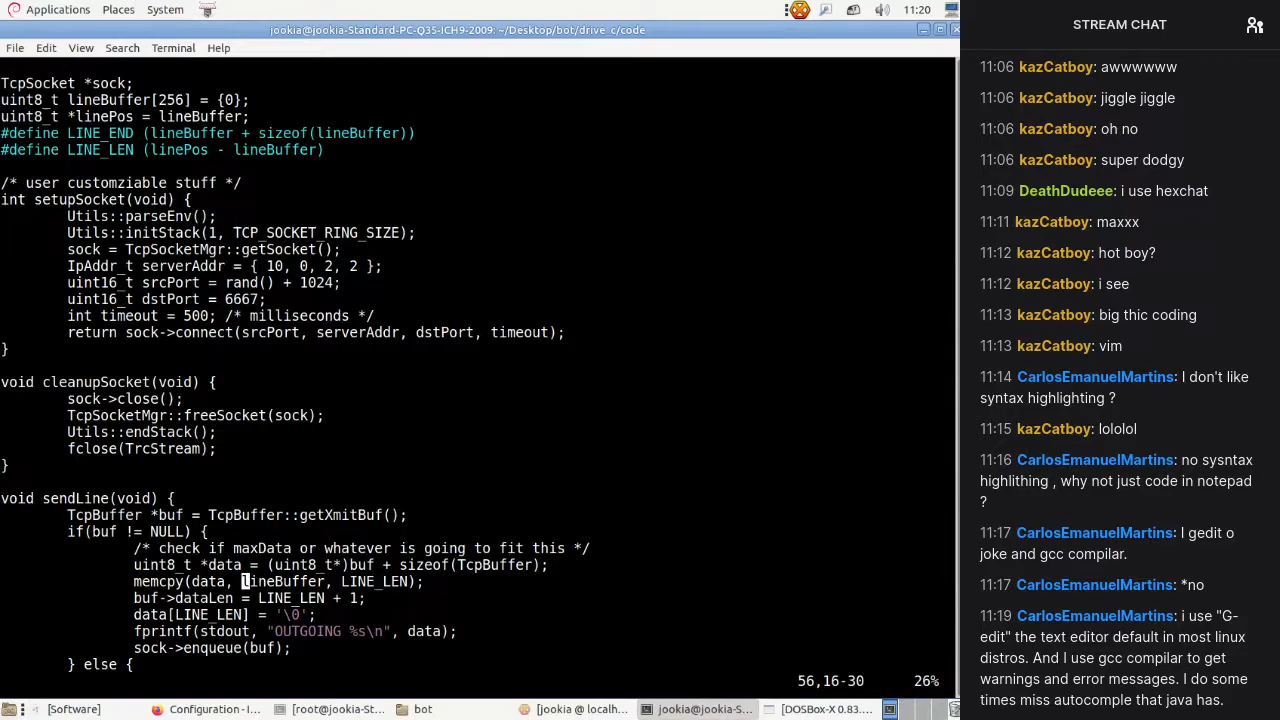 Applications Places System 11:20
jookia@jookia-Standard-PC-Q35-ICH9-2009: ~/Desktop/bot/drive_c/code
File Edit View Search Terminal Help
TcpSocket *sock;
uint8_t lineBuffer[256] = {0};
uint8_t *linePos = lineBuffer;
#define LINE_END (lineBuffer + sizeof(lineBuffer))
#define LINE_LEN (linePos - lineBuffer)
/* user customziable stuff */
int setupSocket(void) {
Utils::parseEnv();
Utils::initStack(1, TCP_SOCKET_RING_SIZE);
sock = TcpSocketMgr::getSocket();
IpAddr_t serverAddr = { 10, 0, 2, 2 };
uint16_t srcPort = rand() + 1024;
uint16_t dstPort = 6667;
int timeout = 500; /* milliseconds */
return sock->connect(srcPort, serverAddr, dstPort, timeout);
}
void cleanupSocket(void) {
sock->close();
TcpSocketMgr::freeSocket(sock);
Utils::endStack();
fclose(TrcStream);
}
void sendLine(void) {
TcpBuffer *buf = TcpBuffer::getXmitBuf();
if(buf != NULL) {
/* check if maxData or whatever is going to fit this */
uint8_t *data = (uint8_t*)buf + sizeof(TcpBuffer);
memcpy(data, lineBuffer, LINE_LEN);
buf->dataLen = LINE_LEN + 1;
data[LINE_LEN] = '\0';
fprintf(stdout, "OUTGOING %s\n", data);
sock->enqueue(buf);
} else {
56,16-30 26%
[Software] Configuration - I... [root@jookia-St... bot [jookia @ localh... jookia@jookia-S... [DOSBox-X 0.83....
STREAM CHAT
11:06 kazCatboy: awwwwww
11:06 kazCatboy: jiggle jiggle
11:06 kazCatboy: oh no
11:06 kazCatboy: super dodgy
11:09 DeathDudeee: i use hexchat
11:11 kazCatboy: maxxx
11:12 kazCatboy: hot boy?
11:12 kazCatboy: i see
11:13 kazCatboy: big thic coding
11:13 kazCatboy: vim
11:14 CarlosEmanuelMartins: I don't like
syntax highlighting ?
11:15 kazCatboy: lololol
11:16 CarlosEmanuelMartins: no sysntax
highlithing , why not just code in notepad
?
11:17 CarlosEmanuelMartins: I gedit o
joke and gcc compilar.
11:17 CarlosEmanuelMartins: *no
11:19 CarlosEmanuelMartins: i use "G-
edit" the text editor default in most linux
distros. And I use gcc compilar to get
warnings and error messages. I do some
times miss autocomple that java has.